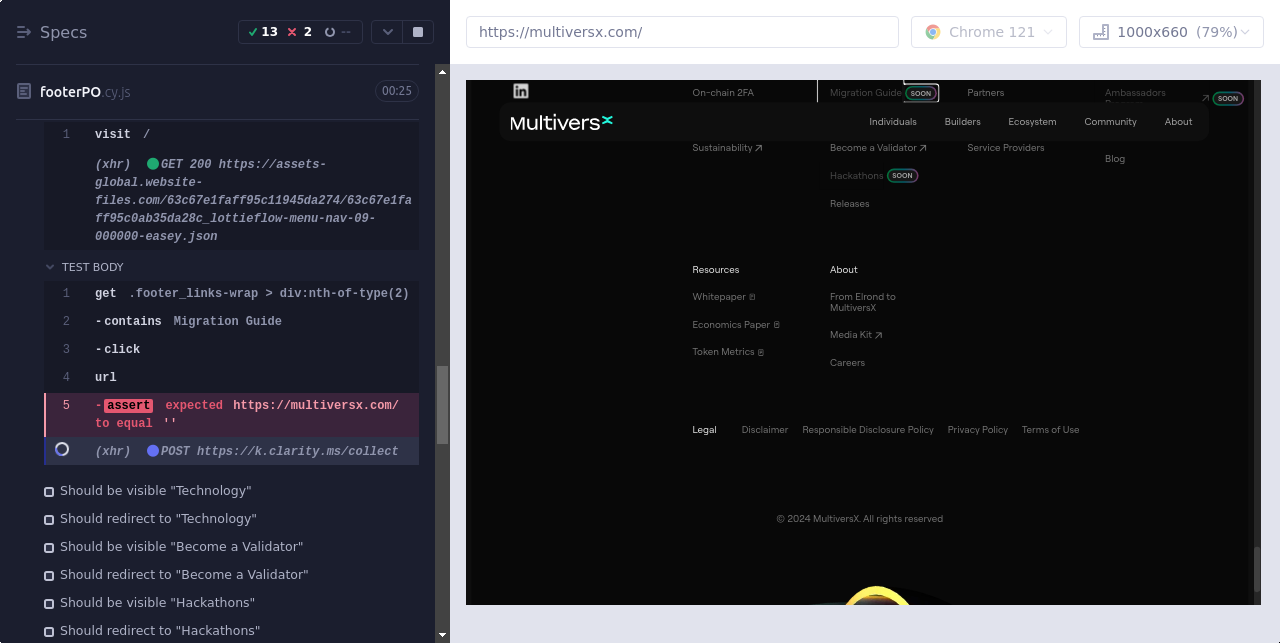 Specs
13
2
--
footerPO.cy.js
00:25
1 visit /
(xhr) GET 200 https://assets-
global.website-
files.com/63c67e1faff95c11945da274/63c67e1fa
ff95c0ab35da28c_lottieflow-menu-nav-09-
000000-easey.json
TEST BODY
1 get .footer_links-wrap > div:nth-of-type(2)
2 -contains Migration Guide
3 -click
4 url
5 -assert expected https://multiversx.com/
to equal ''
(xhr) POST https://k.clarity.ms/collect
Should be visible "Technology"
Should redirect to "Technology"
Should be visible "Become a Validator"
Should redirect to "Become a Validator"
Should be visible "Hackathons"
Should redirect to "Hackathons"
https://multiversx.com/
Chrome 121
1000x660 (79%)
in
On-chain 2FA
Migration Guide SOON
Partners
Ambassadors
SOON
MultiversX
Individuals
Builders
Ecosystem
Community
About
Sustainability
Become a Validator
Service Providers
Blog
Hackathons SOON
Releases
Resources
About
Whitepaper
From Elrond to
MultiversX
Economics Paper
Media Kit
Token Metrics
Careers
Legal
Disclaimer
Responsible Disclosure Policy
Privacy Policy
Terms of Use
© 2024 MultiversX. All rights reserved